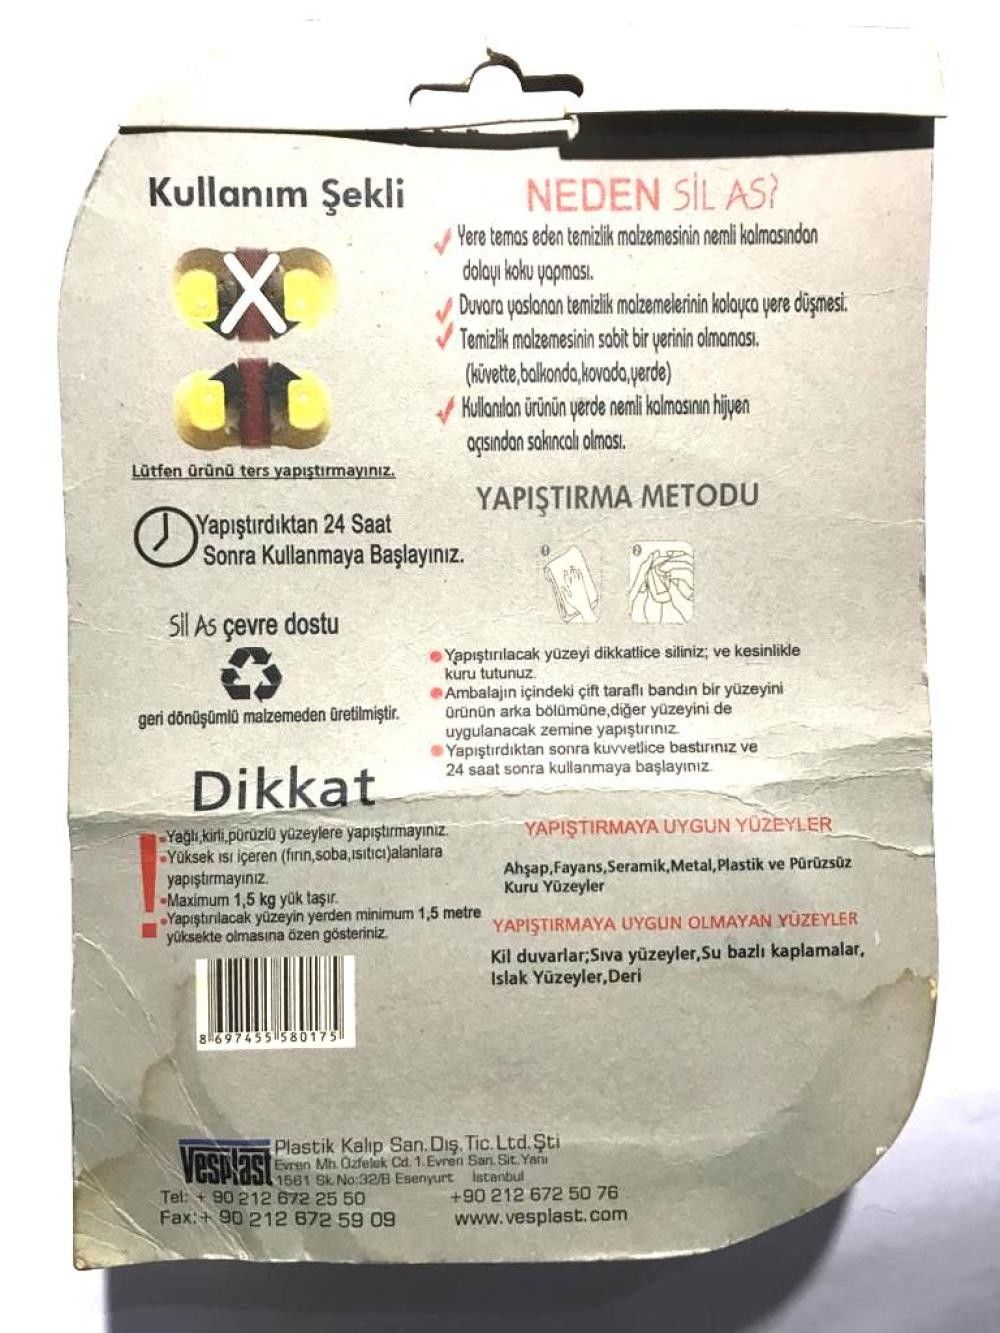 Kullanım Şekli
Lütfen ürünü ters yapıştırmayınız.
Yapıştırdıktan 24 Saat
Sonra Kullanmaya Başlayınız.
Sil As çevre dostu
geri dönüşümlü malzemeden üretilmiştir.
Dikkat
Yağlı,kirli,pürüzlü yüzeylere yapıştırmayınız.
Yüksek ısı içeren (fırın,soba,ısıtıcı)alanlara
yapıştırmayınız.
Maximum 1,5 kg yük taşır.
Yapıştırılacak yüzeyin yerden minimum 1,5 metre
yüksekte olmasına özen gösteriniz.
8 697455 580175
NEDEN SİL AS?
Yere temas eden temizlik malzemesinin nemli kalmasından
dolayı koku yapması.
Duvara yaslanan temizlik malzemelerinin kolayca yere düşmesi.
Temizlik malzemesinin sabit bir yerinin olmaması.
(küvette,balkonda,kovada,yerde)
Kullanılan ürünün yerde nemli kalmasının hijyen
açısından sakıncalı olması.
YAPIŞTIRMA METODU
1 2
Yapıştırılacak yüzeyi dikkatlice siliniz; ve kesinlikle
kuru tutunuz.
Ambalajın içindeki çift taraflı bandın bir yüzeyini
ürünün arka bölümüne,diğer yüzeyini de
uygulanacak zemine yapıştırınız.
Yapıştırdıktan sonra kuvvetlice bastırınız ve
24 saat sonra kullanmaya başlayınız.
YAPIŞTIRMAYA UYGUN YÜZEYLER
Ahşap,Fayans,Seramik,Metal,Plastik ve Pürüzsüz
Kuru Yüzeyler
YAPIŞTIRMAYA UYGUN OLMAYAN YÜZEYLER
Kil duvarlar;Sıva yüzeyler,Su bazlı kaplamalar,
Islak Yüzeyler,Deri
Vesplast Plastik Kalıp San. Dış. Tic. Ltd. Şti
Evren Mh. Özfelek Cd. 1. Evren San. Sit. Yanı
1561 Sk. No:32/B Esenyurt İstanbul
Tel: + 90 212 672 25 50 +90 212 672 50 76
Fax:+ 90 212 672 59 09 www.vesplast.com